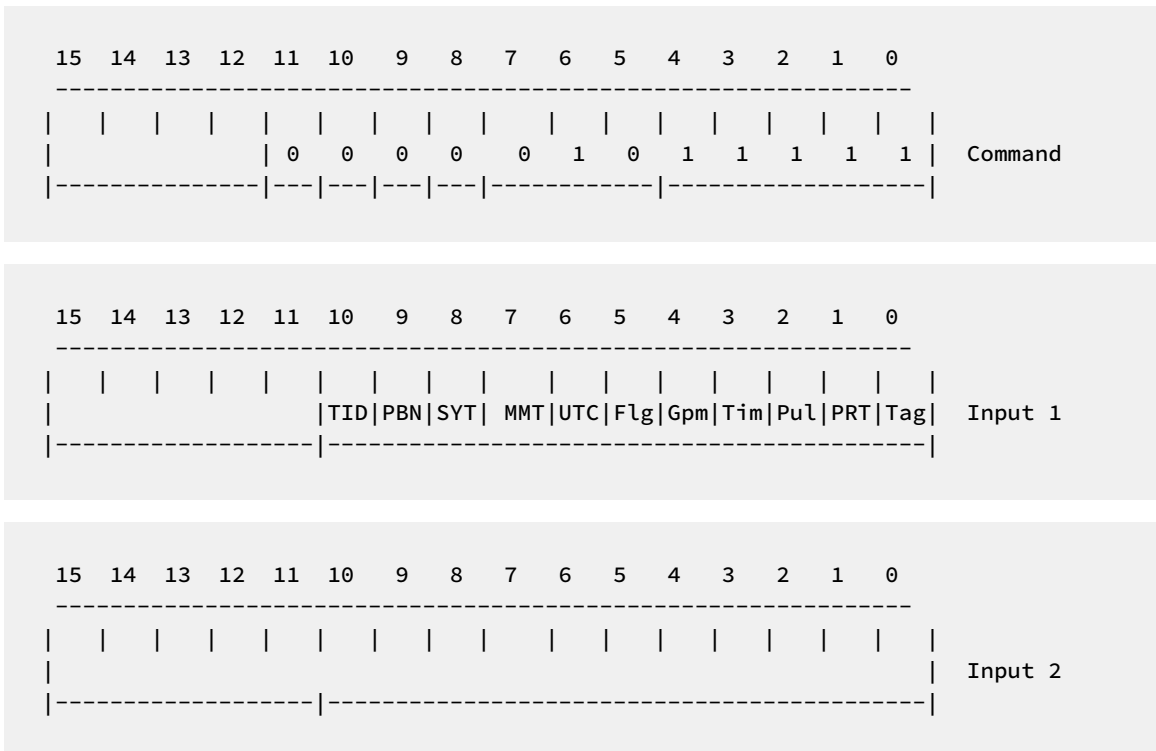 15 14 13 12 11 10 9 8 7 6 5 4 3 2 1 0
-----------------------------------------------------------------
| | | | | | | | | | | | | | | | |
| | 0 0 0 0 0 1 0 1 1 1 1 1 | Command
|---------------|---|---|---|---|------------|-------------------|
15 14 13 12 11 10 9 8 7 6 5 4 3 2 1 0
-----------------------------------------------------------------
| | | | | | | | | | | | | | | | |
| |TID|PBN|SYT| MMT|UTC|Flg|Gpm|Tim|Pul|PRT|Tag| Input 1
|-------------------|--------------------------------------------|
15 14 13 12 11 10 9 8 7 6 5 4 3 2 1 0
-----------------------------------------------------------------
| | | | | | | | | | | | | | | | |
| | Input 2
|-------------------|--------------------------------------------|